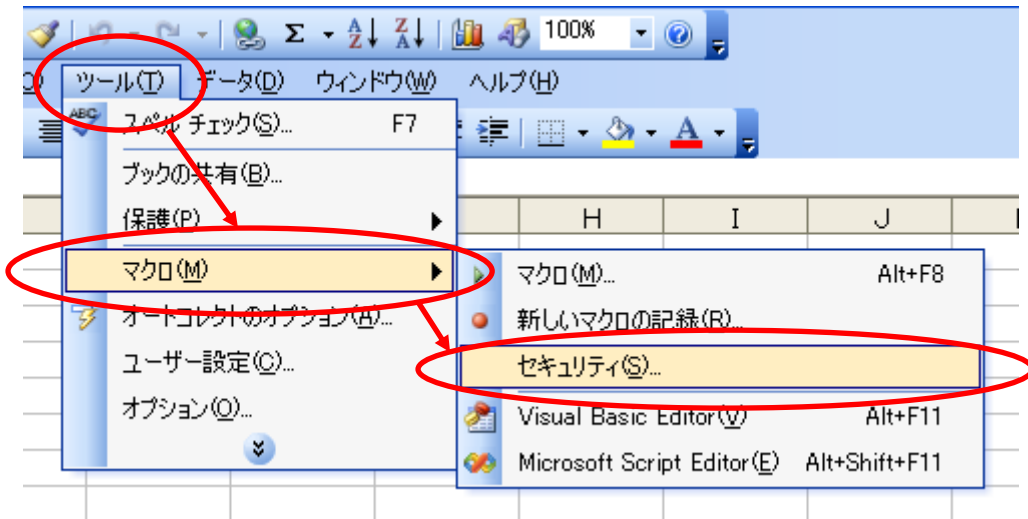 100%
ツール(T) データ(D) ウィンドウ(W) ヘルプ(H)
スペル チェック(S)... F7
ブックの共有(B)...
保護(P)
H I J
マクロ(M)
マクロ(M)... Alt+F8
オートコレクトのオプション(A)...
新しいマクロの記録(R)...
ユーザー設定(C)...
セキュリティ(S)...
オプション(O)...
Visual Basic Editor(V) Alt+F11
Microsoft Script Editor(E) Alt+Shift+F11